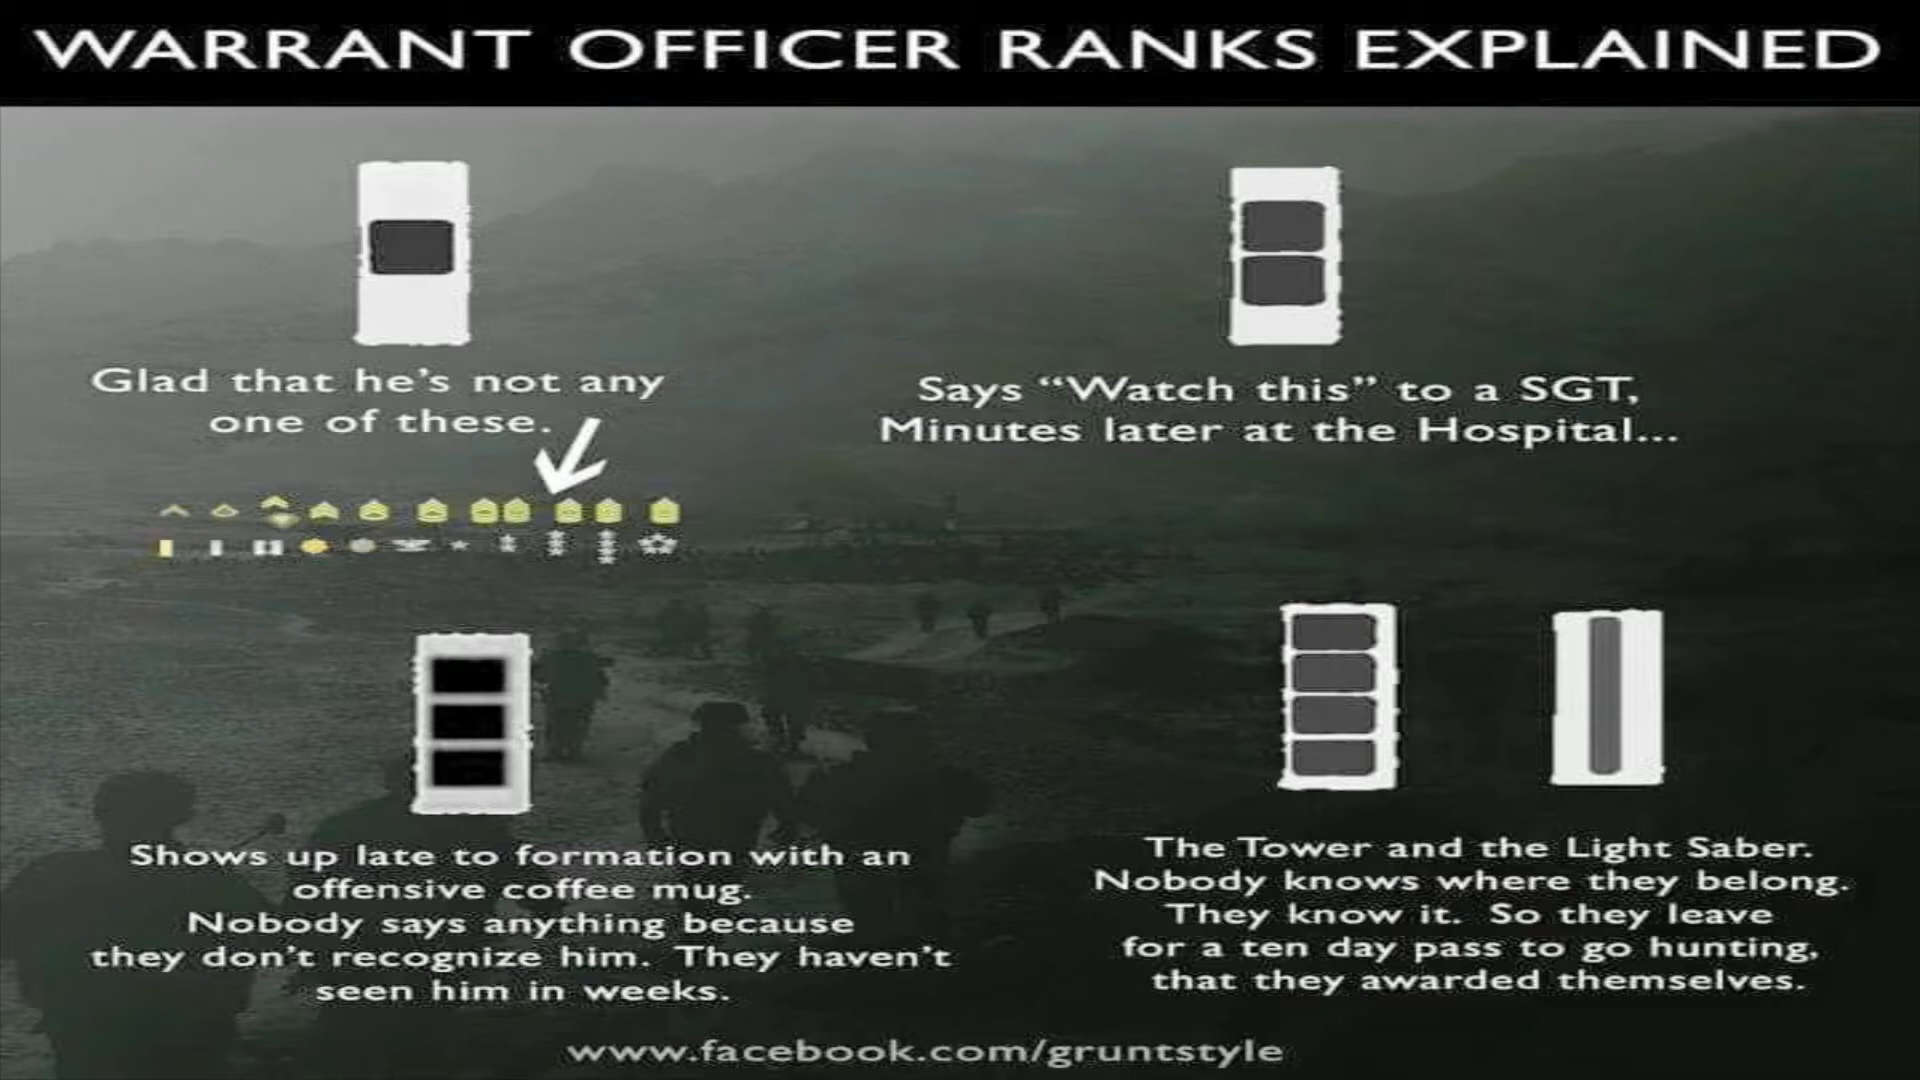 WARRANT OFFICER RANKS EXPLAINED
Glad that he's not any
one of these.
Says “Watch this” to a SGT,
Minutes later at the Hospital...
Shows up late to formation with an
offensive coffee mug.
Nobody says anything because
they don't recognize him. They haven't
seen him in weeks.
The Tower and the Light Saber.
Nobody knows where they belong.
They know it. So they leave
for a ten day pass to go hunting,
that they awarded themselves.
www.facebook.com/gruntstyle